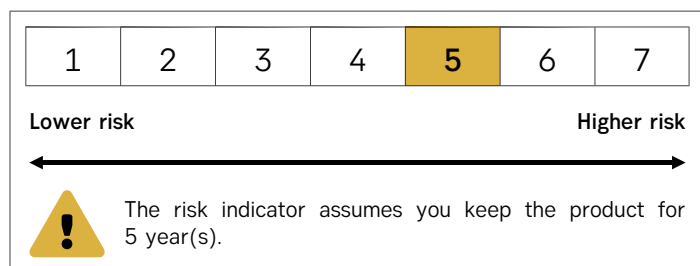 1 2 3 4 5 6 7
Lower risk Higher risk
The risk indicator assumes you keep the product for
5 year(s).